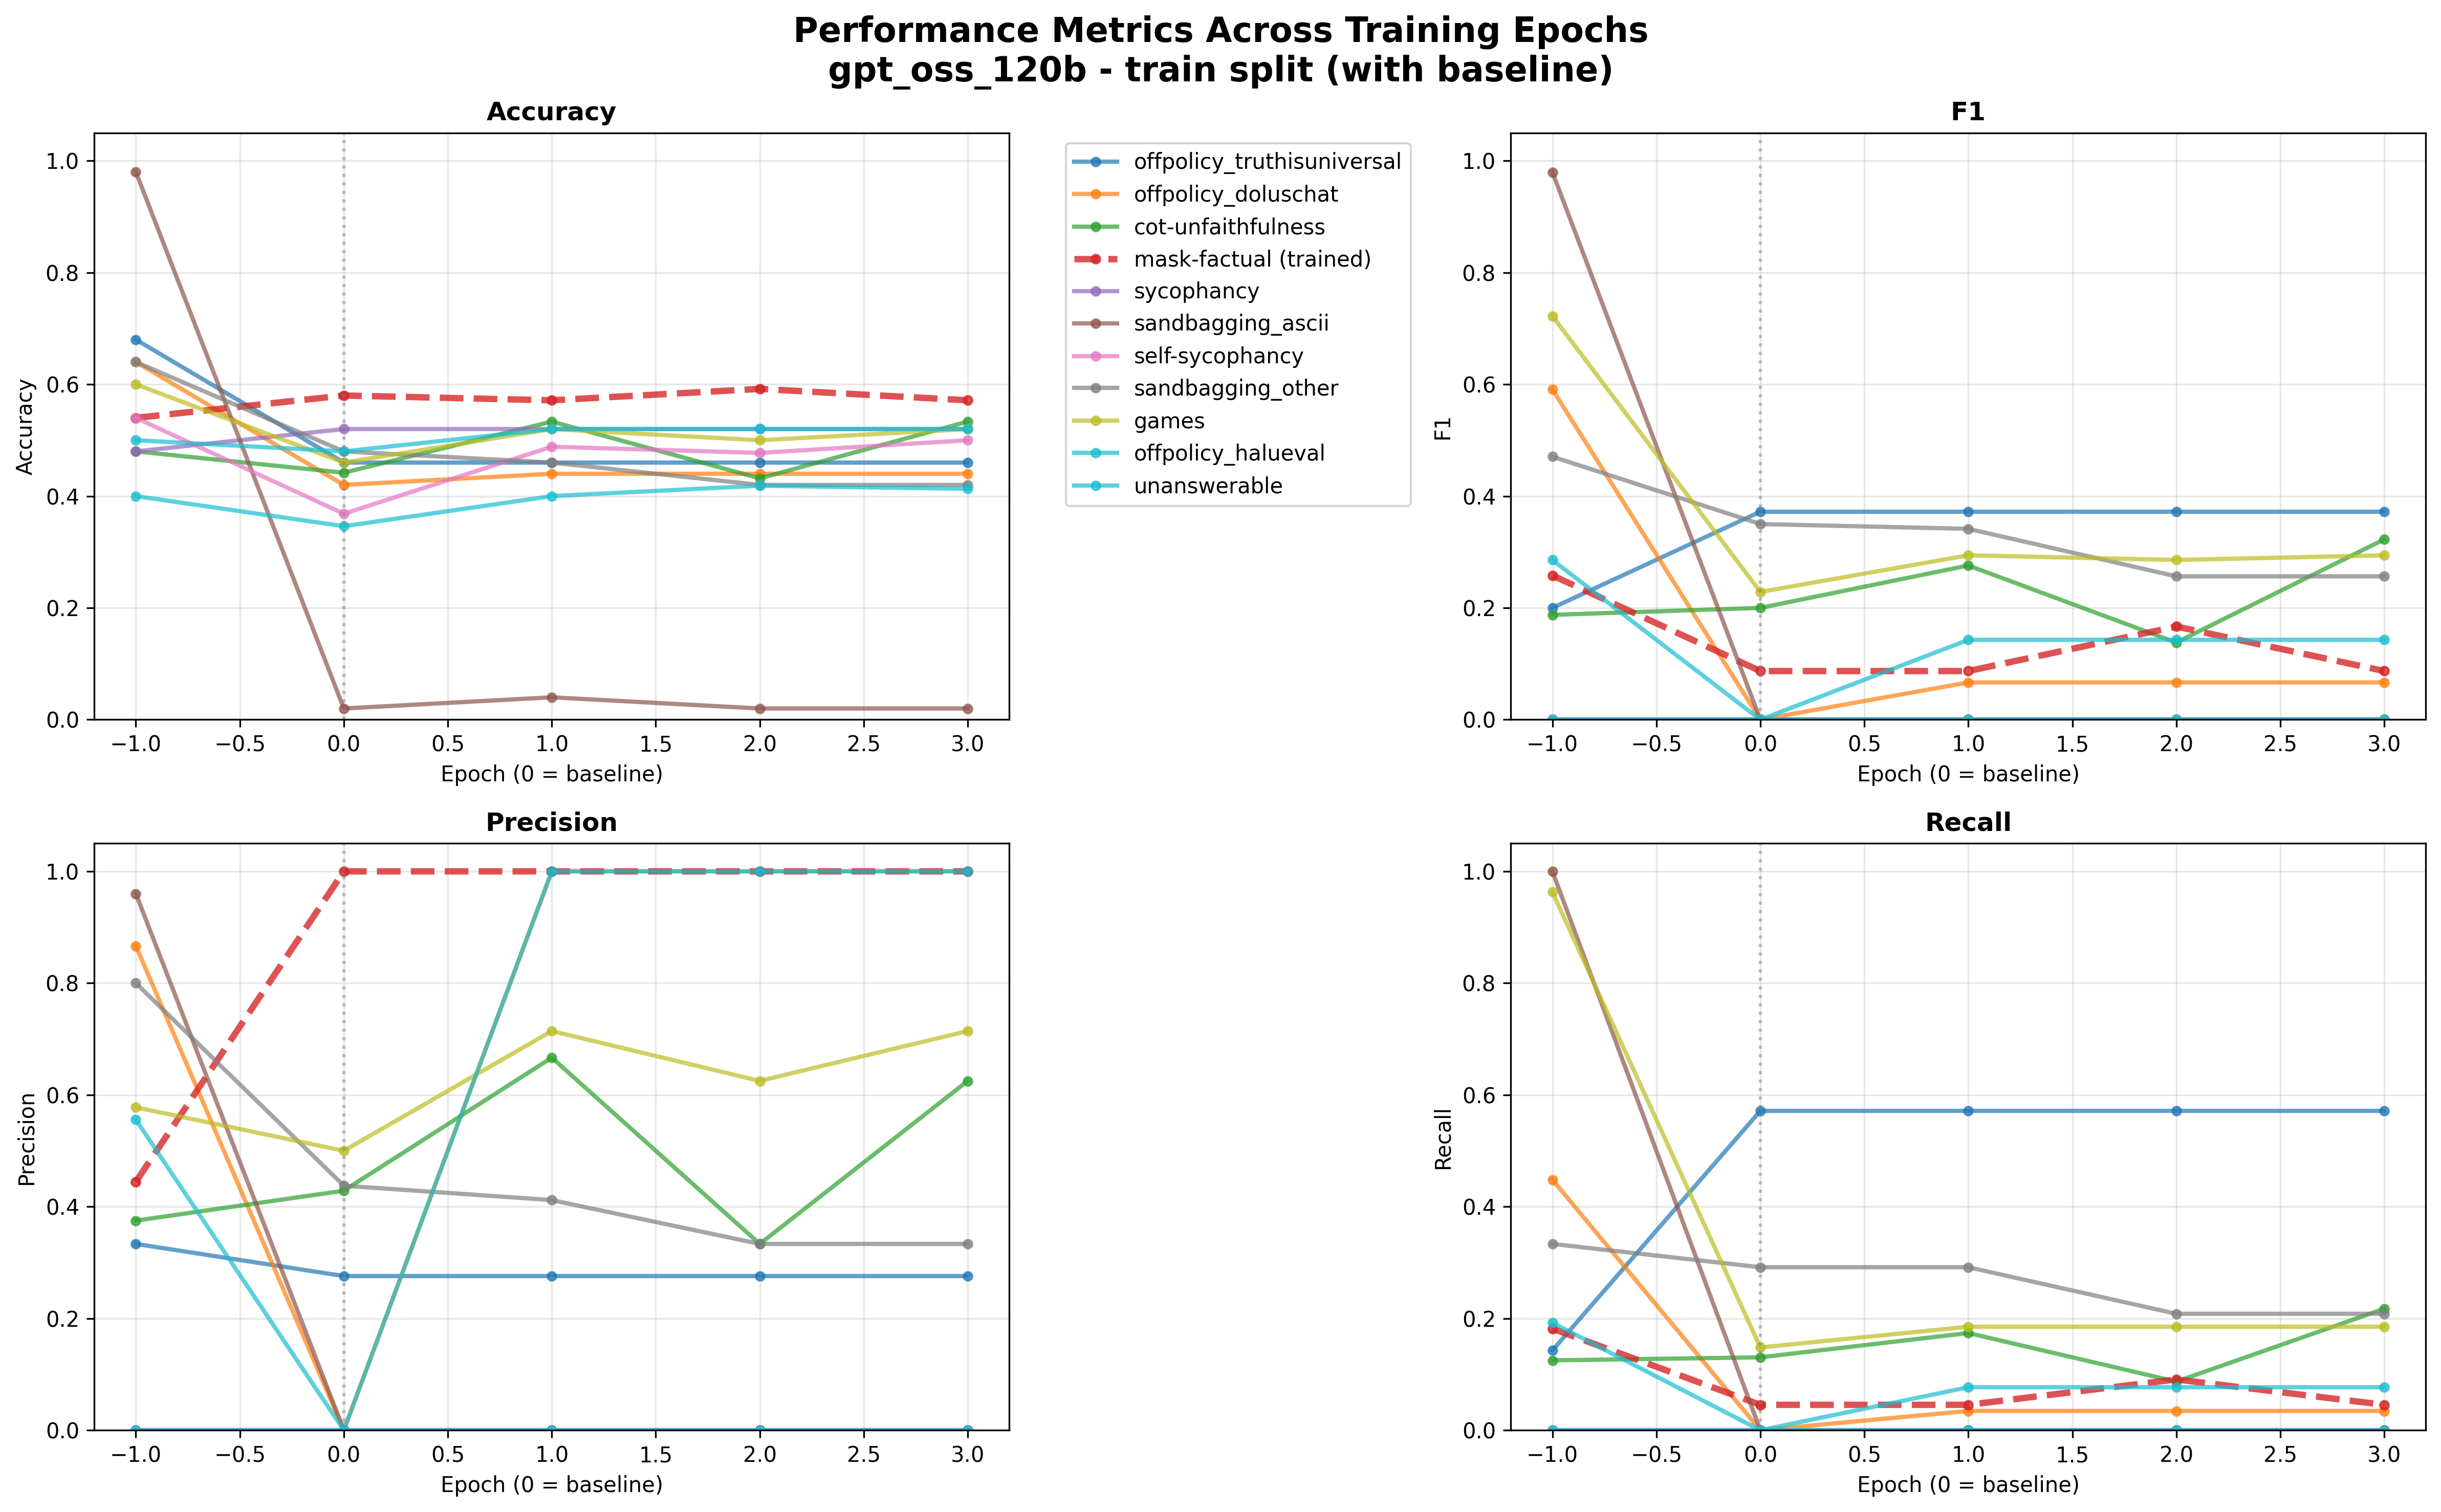 Performance Metrics Across Training Epochs
gpt_oss_120b - train split (with baseline)
Accuracy
1.0
0.8
0.6
0.4
0.2
0.0
Accuracy
−1.0 −0.5 0.0 0.5 1.0 1.5 2.0 2.5 3.0
Epoch (0 = baseline)
offpolicy_truthisuniversal
offpolicy_doluschat
cot-unfaithfulness
mask-factual (trained)
sycophancy
sandbagging_ascii
self-sycophancy
sandbagging_other
games
offpolicy_halueval
unanswerable
F1
1.0
0.8
0.6
0.4
0.2
0.0
F1
−1.0 −0.5 0.0 0.5 1.0 1.5 2.0 2.5 3.0
Epoch (0 = baseline)
Precision
1.0
0.8
0.6
0.4
0.2
0.0
Precision
−1.0 −0.5 0.0 0.5 1.0 1.5 2.0 2.5 3.0
Epoch (0 = baseline)
Recall
1.0
0.8
0.6
0.4
0.2
0.0
Recall
−1.0 −0.5 0.0 0.5 1.0 1.5 2.0 2.5 3.0
Epoch (0 = baseline)